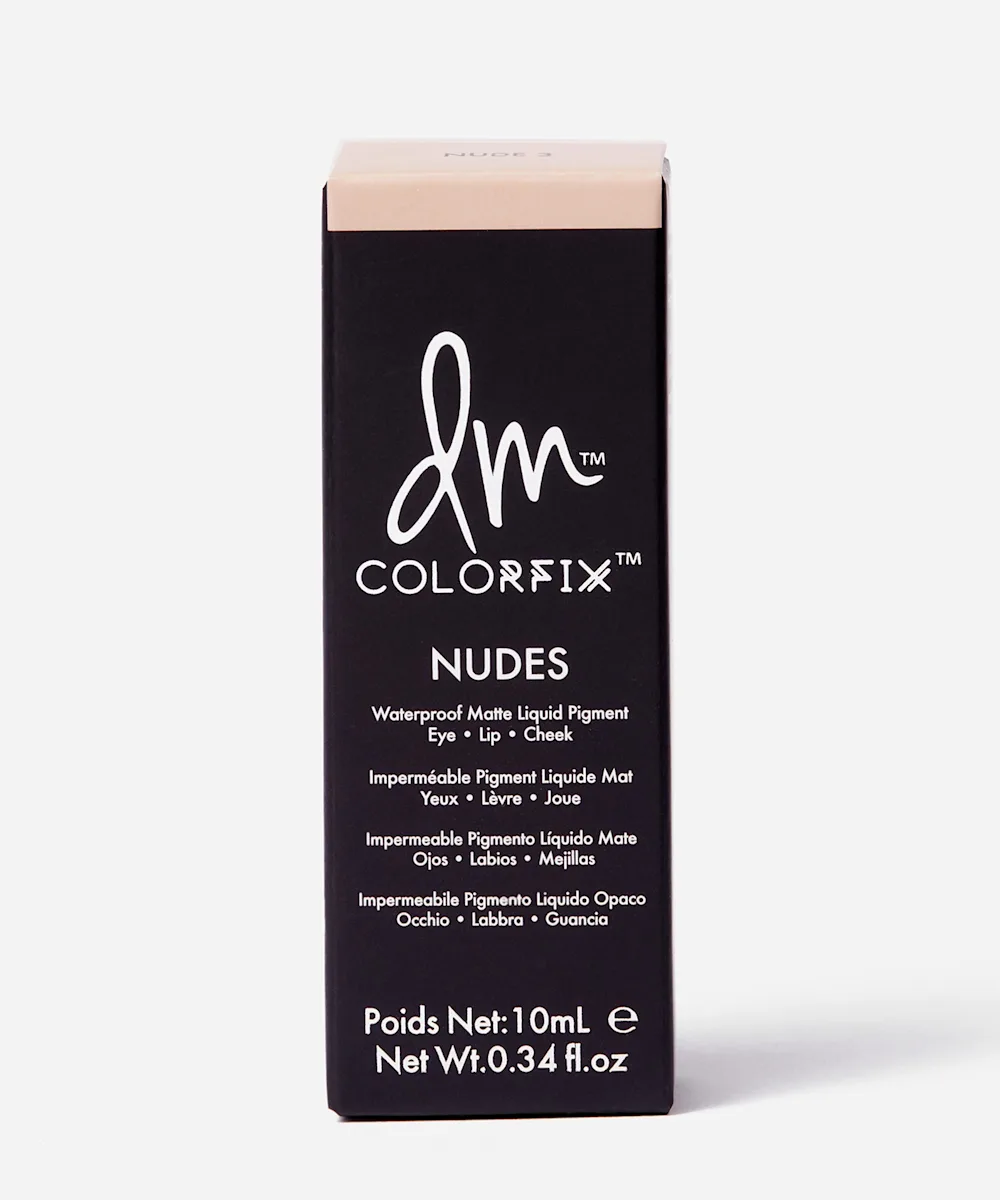 NUDE 3
dm™
COLORFIX™
NUDES
Waterproof Matte Liquid Pigment
Eye • Lip • Cheek
Imperméable Pigment Liquide Mat
Yeux • Lèvre • Joue
Impermeable Pigmento Líquido Mate
Ojos • Labios • Mejillas
Impermeabile Pigmento Liquido Opaco
Occhio • Labbra • Guancia
Poids Net:10mL ℮
Net Wt.0.34 fl.oz